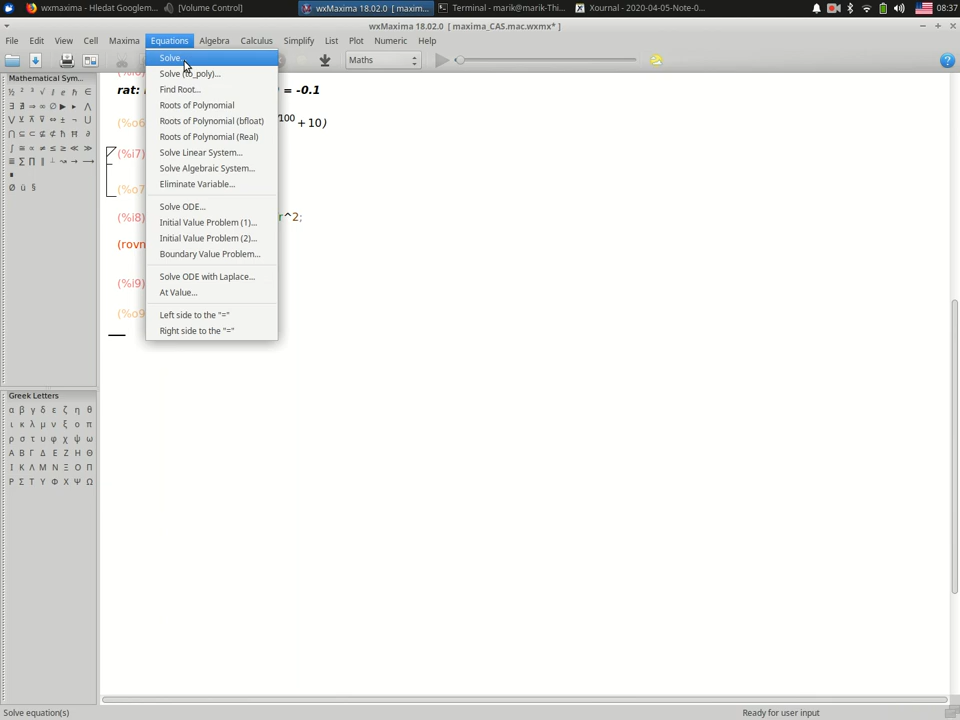 wxmaxima - Hledat Googlem...
[Volume Control]
wxMaxima 18.02.0 [ maxim...
Terminal - marik@marik-Thi...
Xournal - 2020-04-05-Note-0...
08:37
wxMaxima 18.02.0 [ maxima_CAS.mac.wxmx* ]
File Edit View Cell Maxima Equations Algebra Calculus Simplify List Plot Numeric Help
Maths
Solve...
Solve (to_poly)...
Find Root...
Roots of Polynomial
Roots of Polynomial (bfloat)
Roots of Polynomial (Real)
Solve Linear System...
Solve Algebraic System...
Eliminate Variable...
Solve ODE...
Initial Value Problem (1)...
Initial Value Problem (2)...
Boundary Value Problem...
Solve ODE with Laplace...
At Value...
Left side to the "="
Right side to the "="
Mathematical Sym...
Ø ü §
Greek Letters
α β γ δ ε ζ η θ
ι κ λ μ ν ξ ο π
ρ σ τ υ φ χ ψ ω
Α Β Γ Δ Ε Ζ Η Θ
Ι Κ Λ Μ Ν Ξ Ο Π
Ρ Σ Τ Υ Φ Χ Ψ Ω
rat: = -0.1
/100 +10)
(%i7)
(%i8) r^2;
(%i9)
Solve equation(s)
Ready for user input